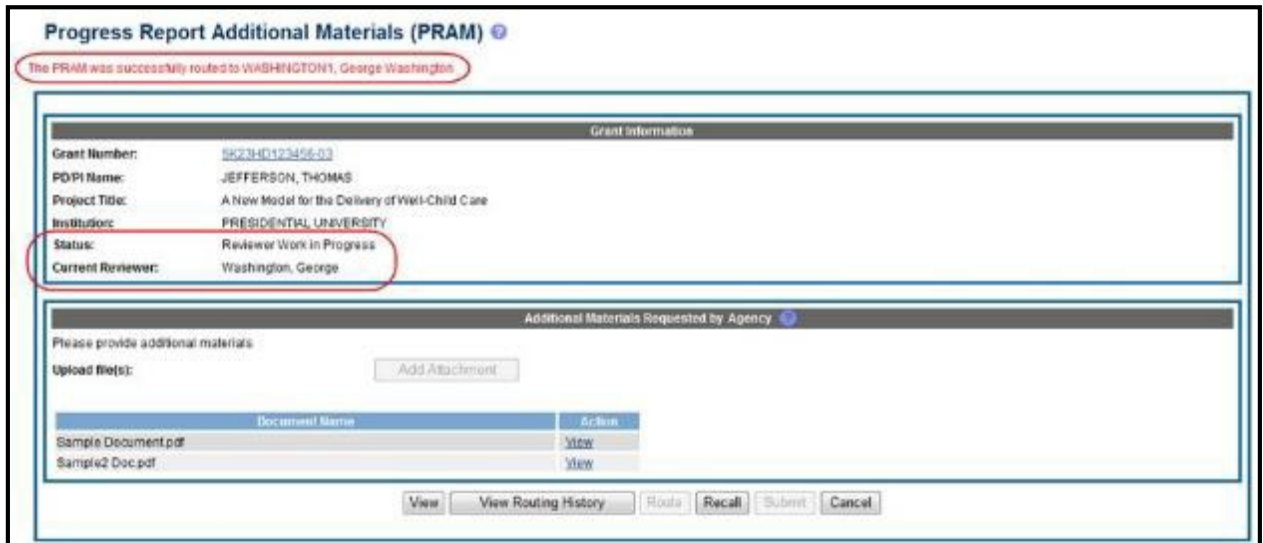 Progress Report Additional Materials (PRAM) ?
The PRAM was successfully routed to WASHINGTON1, George Washington
Grant Information
Grant Number: 5K23HD123456-03
PD/PI Name: JEFFERSON, THOMAS
Project Title: A New Model for the Delivery of Well-Child Care
Institution: PRESIDENTIAL UNIVERSITY
Status: Reviewer Work in Progress
Current Reviewer: Washington, George
Additional Materials Requested by Agency ?
Please provide additional materials
Upload file(s): Add Attachment
Document Name Action
Sample Document.pdf View
Sample2 Doc.pdf View
View View Routing History Route Recall Submit Cancel